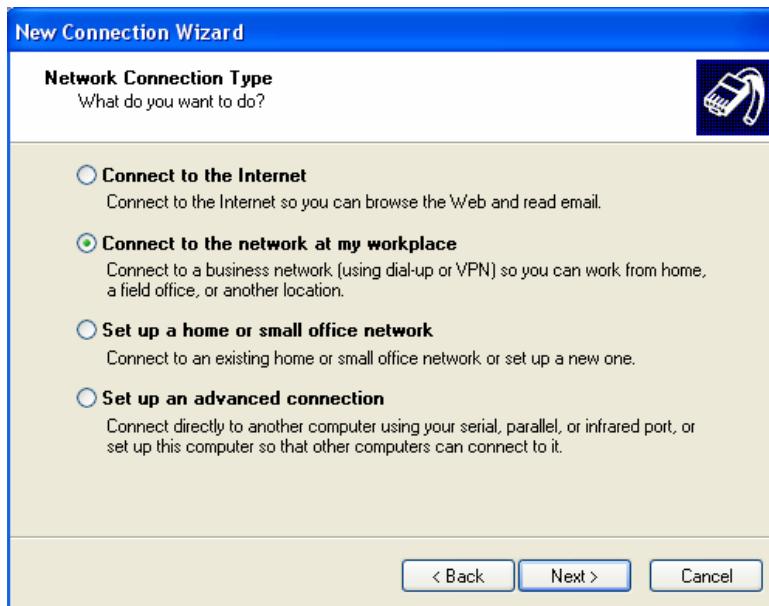 New Connection Wizard
Network Connection Type
What do you want to do?
Connect to the Internet
Connect to the Internet so you can browse the Web and read email.
Connect to the network at my workplace
Connect to a business network (using dial-up or VPN) so you can work from home,
a field office, or another location.
Set up a home or small office network
Connect to an existing home or small office network or set up a new one.
Set up an advanced connection
Connect directly to another computer using your serial, parallel, or infrared port, or
set up this computer so that other computers can connect to it.
< Back Next > Cancel